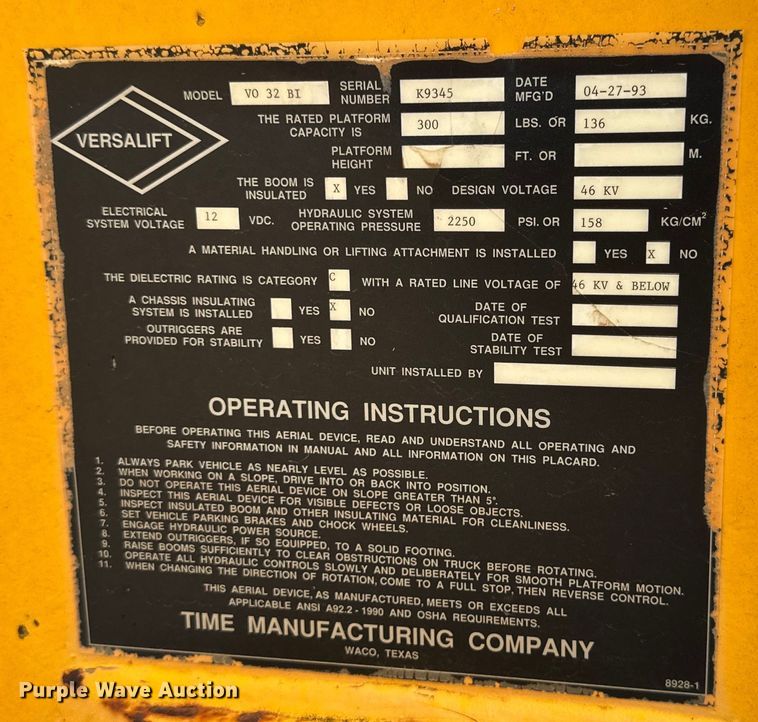 MODEL VO 32 BI SERIAL NUMBER K9345 DATE MFG'D 04-27-93
VERSALIFT
THE RATED PLATFORM CAPACITY IS 300 LBS. OR 136 KG.
PLATFORM HEIGHT FT. OR M.
THE BOOM IS INSULATED X YES NO DESIGN VOLTAGE 46 KV
ELECTRICAL SYSTEM VOLTAGE 12 VDC. HYDRAULIC SYSTEM OPERATING PRESSURE 2250 PSI. OR 158 KG/CM²
A MATERIAL HANDLING OR LIFTING ATTACHMENT IS INSTALLED YES X NO
THE DIELECTRIC RATING IS CATEGORY C WITH A RATED LINE VOLTAGE OF 46 KV & BELOW
A CHASSIS INSULATING SYSTEM IS INSTALLED YES X NO DATE OF QUALIFICATION TEST
OUTRIGGERS ARE PROVIDED FOR STABILITY YES NO DATE OF STABILITY TEST
UNIT INSTALLED BY
OPERATING INSTRUCTIONS
BEFORE OPERATING THIS AERIAL DEVICE, READ AND UNDERSTAND ALL OPERATING AND
SAFETY INFORMATION IN MANUAL AND ALL INFORMATION ON THIS PLACARD.
1. ALWAYS PARK VEHICLE AS NEARLY LEVEL AS POSSIBLE.
2. WHEN WORKING ON A SLOPE, DRIVE INTO OR BACK INTO POSITION.
3. DO NOT OPERATE THIS AERIAL DEVICE ON SLOPE GREATER THAN 5°.
4. INSPECT THIS AERIAL DEVICE FOR VISIBLE DEFECTS OR LOOSE OBJECTS.
5. INSPECT INSULATED BOOM AND OTHER INSULATING MATERIAL FOR CLEANLINESS.
6. SET VEHICLE PARKING BRAKES AND CHOCK WHEELS.
7. ENGAGE HYDRAULIC POWER SOURCE.
8. EXTEND OUTRIGGERS, IF SO EQUIPPED, TO A SOLID FOOTING.
9. RAISE BOOMS SUFFICIENTLY TO CLEAR OBSTRUCTIONS ON TRUCK BEFORE ROTATING.
10. OPERATE ALL HYDRAULIC CONTROLS SLOWLY AND DELIBERATELY FOR SMOOTH PLATFORM MOTION.
11. WHEN CHANGING THE DIRECTION OF ROTATION, COME TO A FULL STOP, THEN REVERSE CONTROL.
THIS AERIAL DEVICE, AS MANUFACTURED, MEETS OR EXCEEDS ALL
APPLICABLE ANSI A92.2 - 1990 AND OSHA REQUIREMENTS.
TIME MANUFACTURING COMPANY
WACO, TEXAS
8928-1
Purple Wave Auction